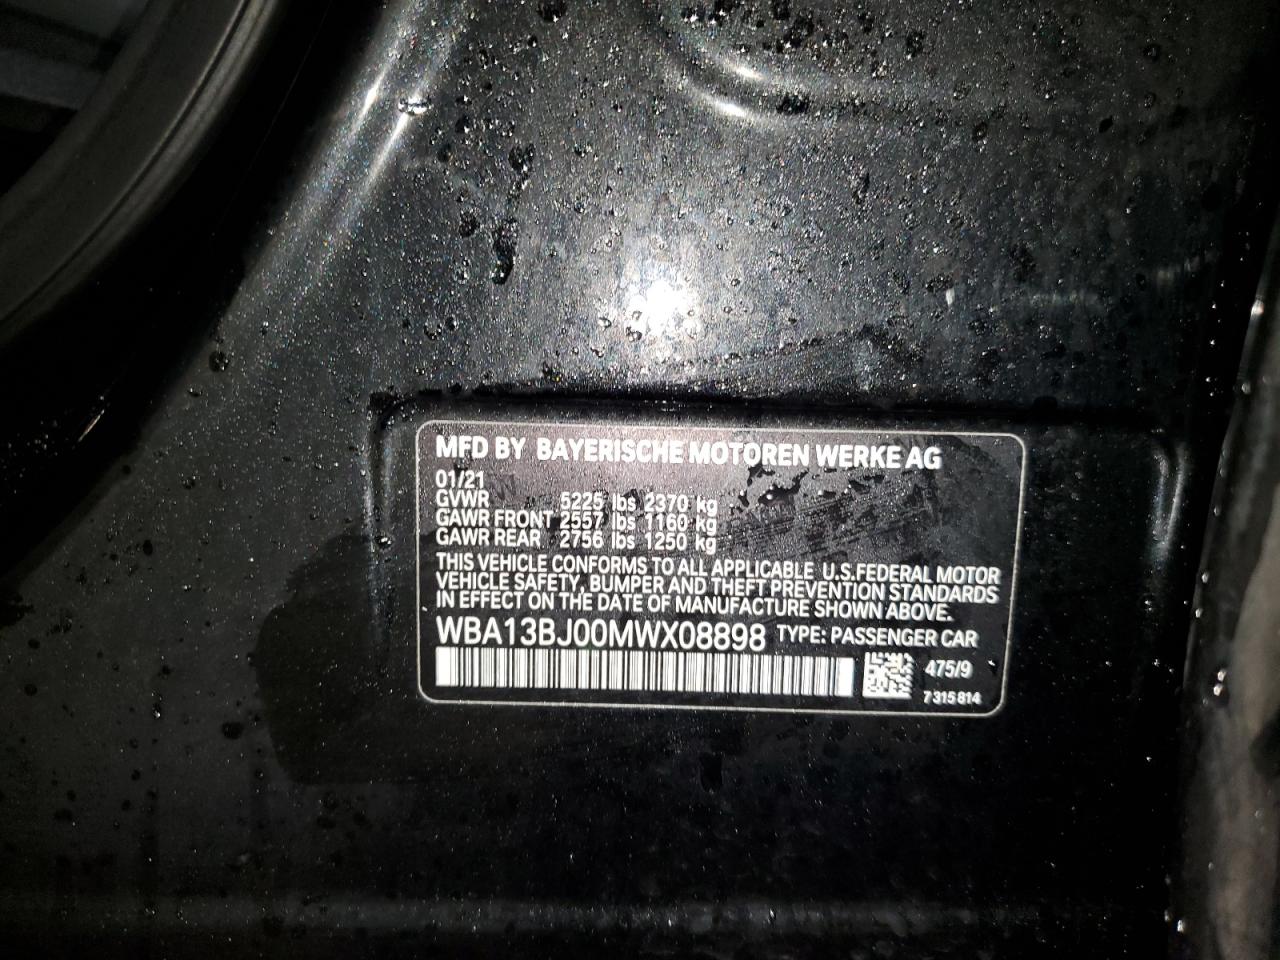 MFD BY BAYERISCHE MOTOREN WERKE AG
01/21
GVWR 5225 lbs 2370 kg
GAWR FRONT 2557 lbs 1160 kg
GAWR REAR 2756 lbs 1250 kg
THIS VEHICLE CONFORMS TO ALL APPLICABLE U.S.FEDERAL MOTOR
VEHICLE SAFETY, BUMPER AND THEFT PREVENTION STANDARDS
IN EFFECT ON THE DATE OF MANUFACTURE SHOWN ABOVE.
WBA13BJ00MWX08898 TYPE: PASSENGER CAR
475/9
7 315 814